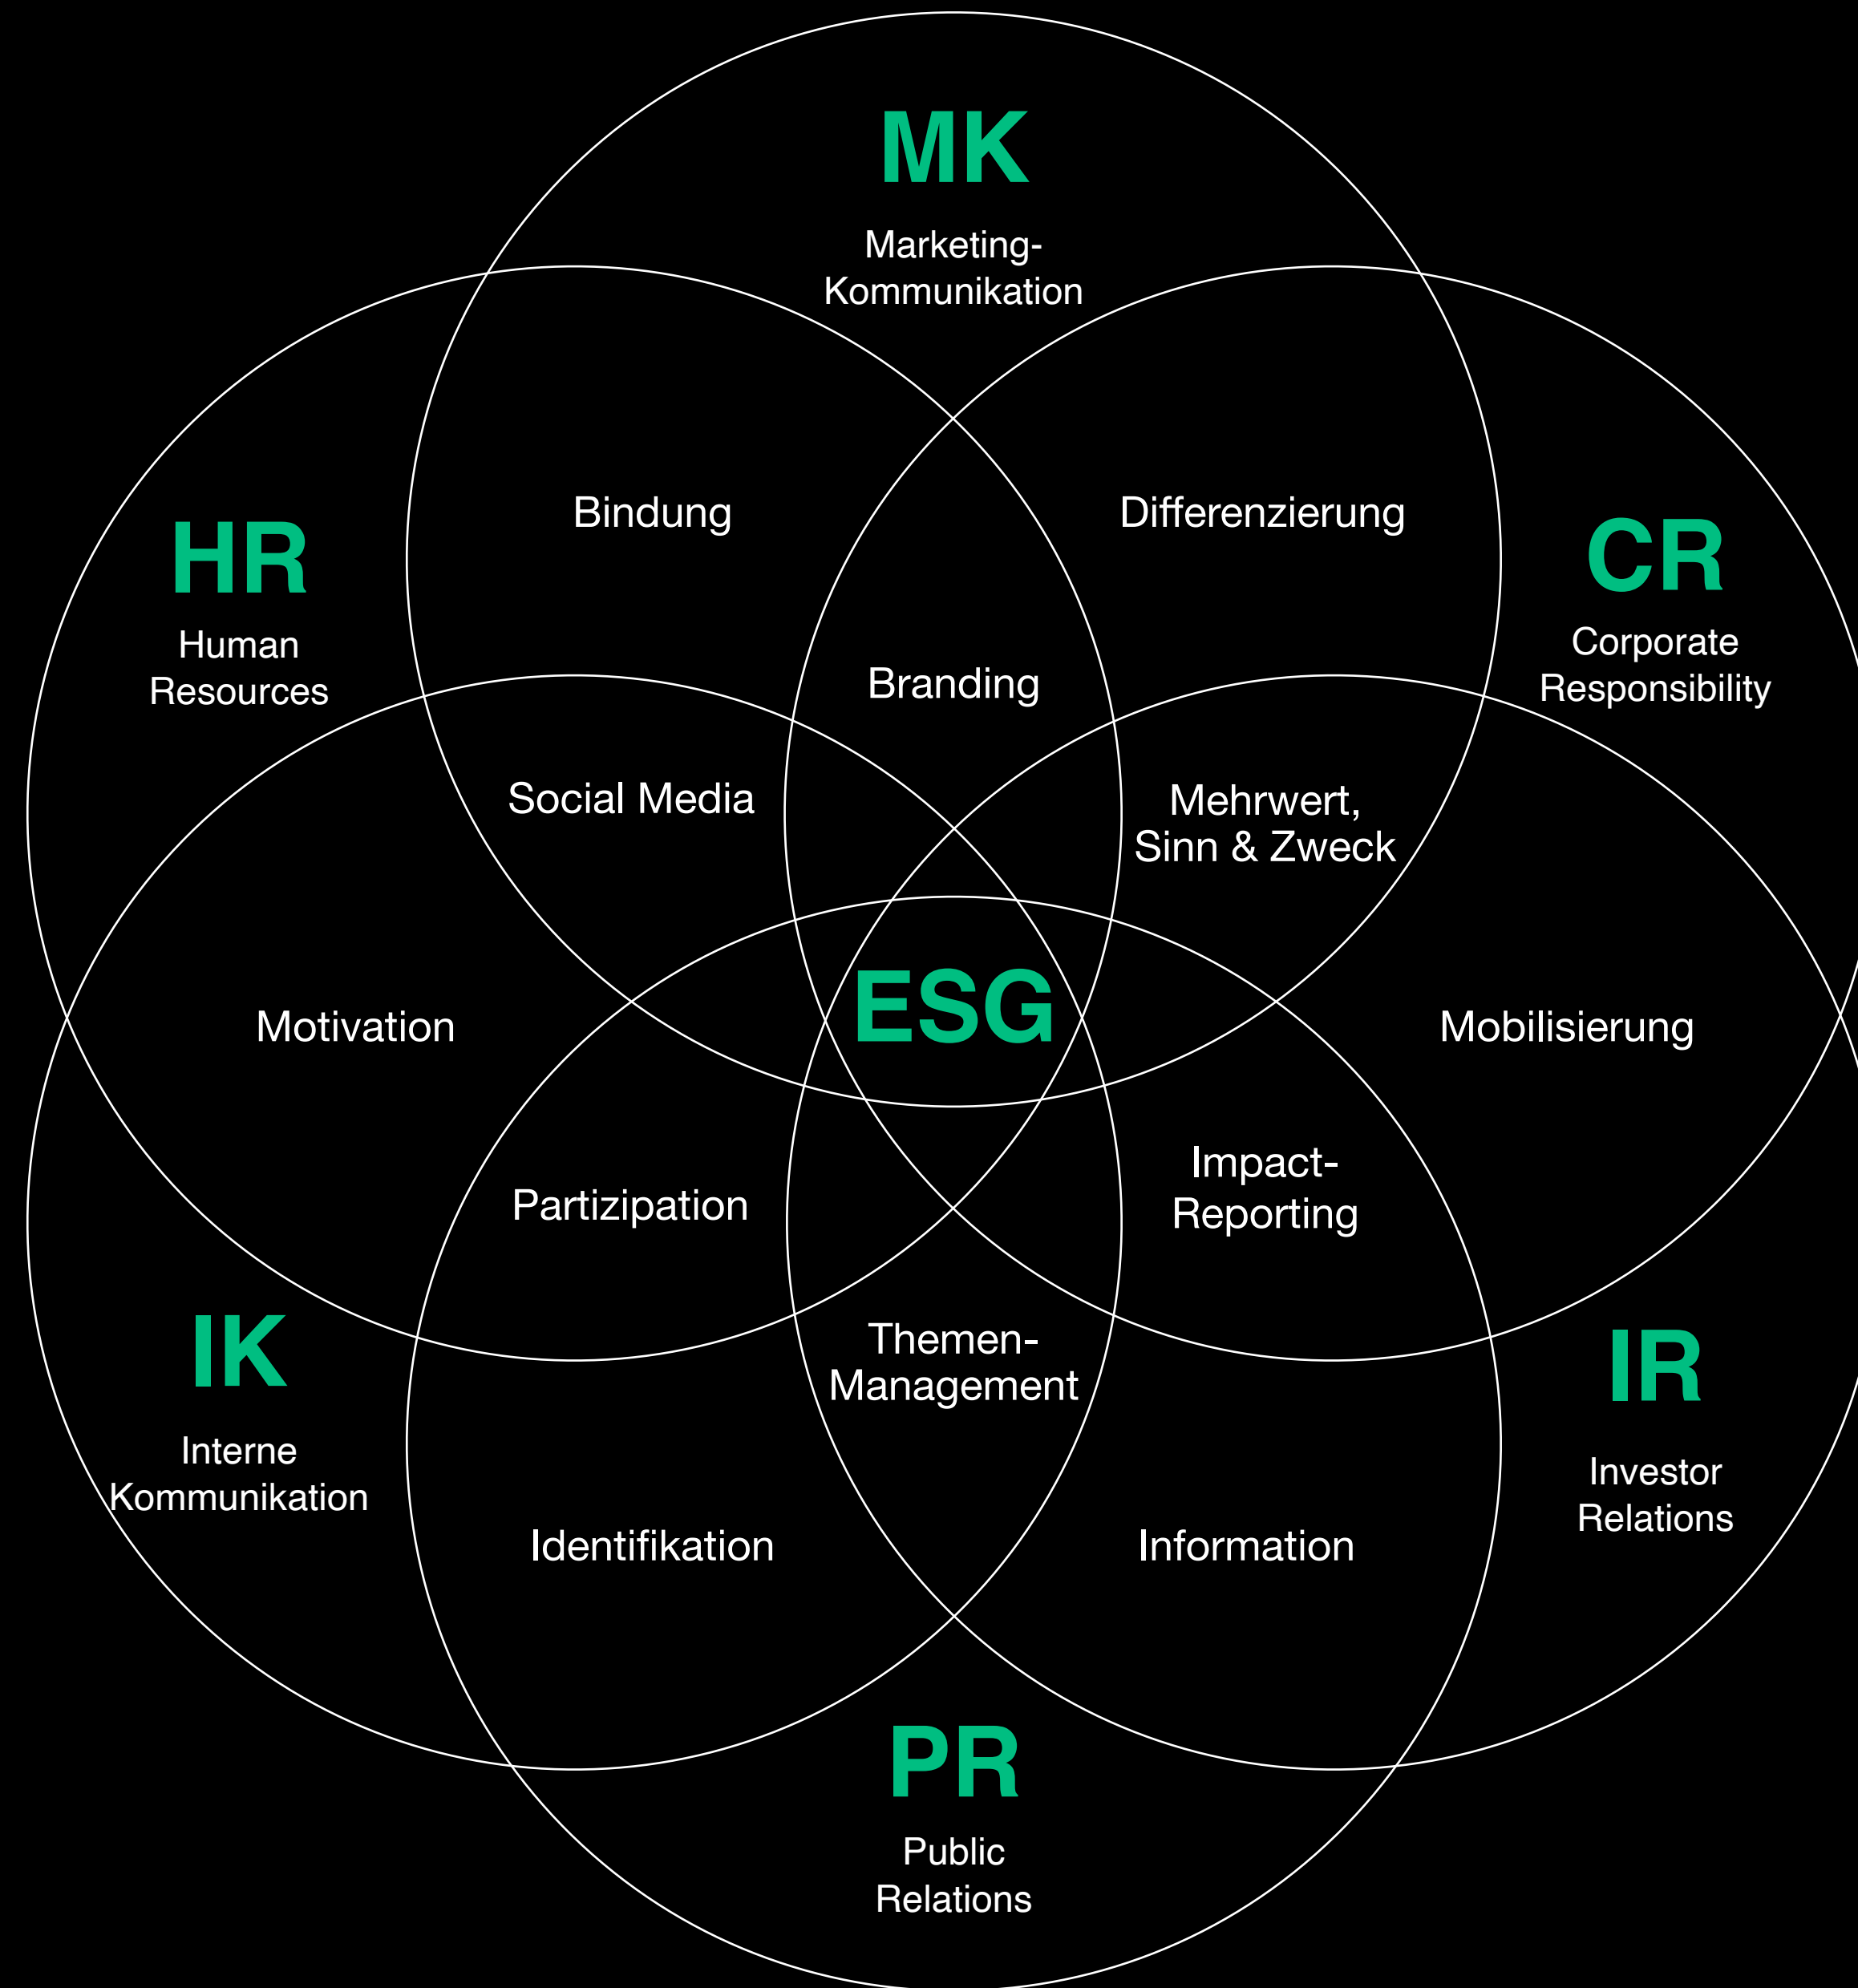 MK
Marketing-
Kommunikation
Bindung
Differenzierung
HR
Human
Resources
CR
Corporate
Responsibility
Branding
Social Media
Mehrwert,
Sinn & Zweck
ESG
Motivation
Mobilisierung
Partizipation
Impact-
Reporting
IK
Interne
Kommunikation
Themen-
Management
IR
Investor
Relations
Identifikation
Information
PR
Public
Relations